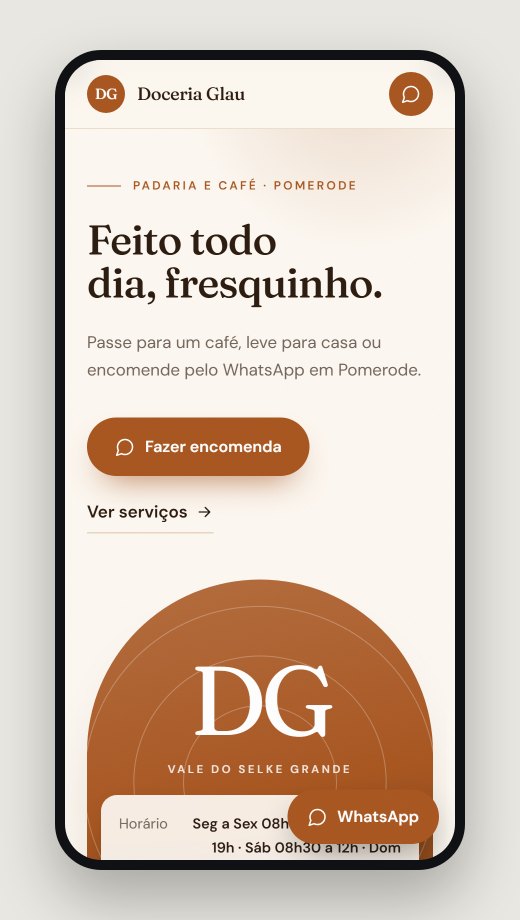 DG Doceria Glau
PADARIA E CAFÉ · POMERODE
Feito todo
dia, fresquinho.
Passe para um café, leve para casa ou
encomende pelo WhatsApp em Pomerode.
Fazer encomenda
Ver serviços →
DG
VALE DO SELKE GRANDE
Horário Seg a Sex 08h
WhatsApp
19h · Sáb 08h30 a 12h · Dom